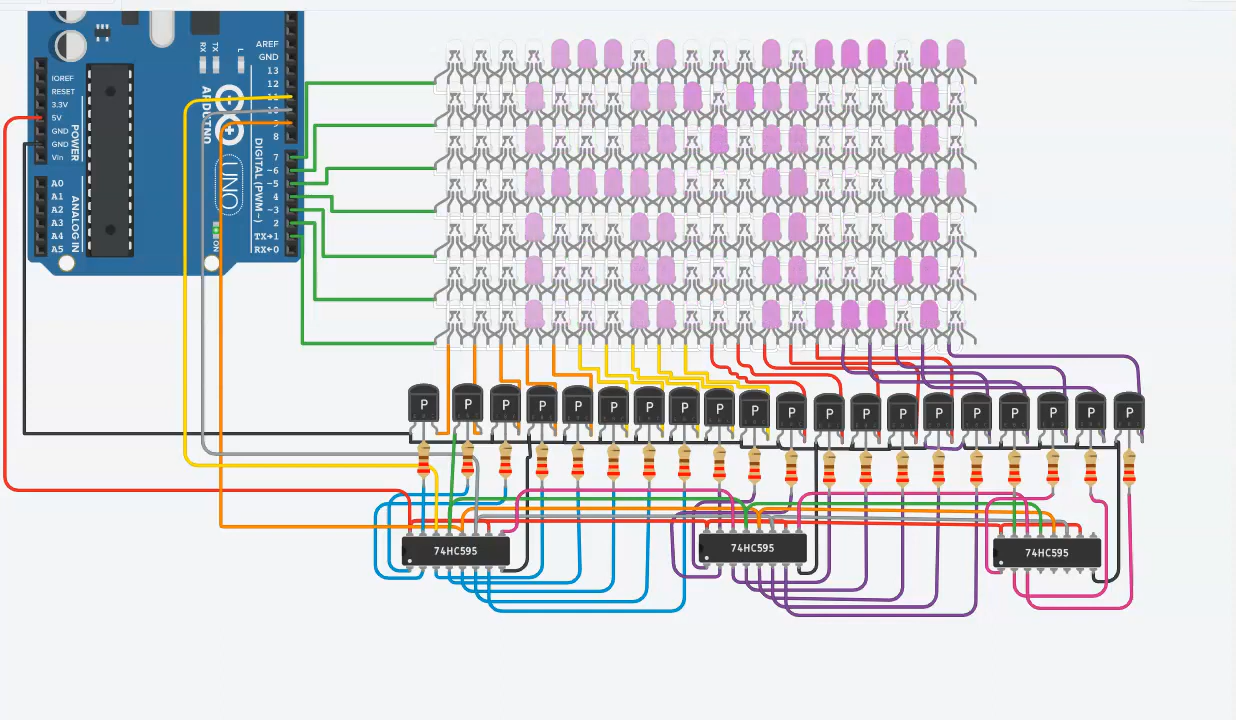 AREF
GND
13
12
11
10
9
8
7
~6
~5
4
~3
2
TX→1
RX←0
DIGITAL (PWM~)
RX
TX
L
ARDUINO
UNO
ON
IOREF
RESET
3.3V
5V
GND
GND
Vin
POWER
A0
A1
A2
A3
A4
A5
ANALOG IN
P P P P P P P P P P P P P P P P P P P P
74HC595
74HC595
74HC595